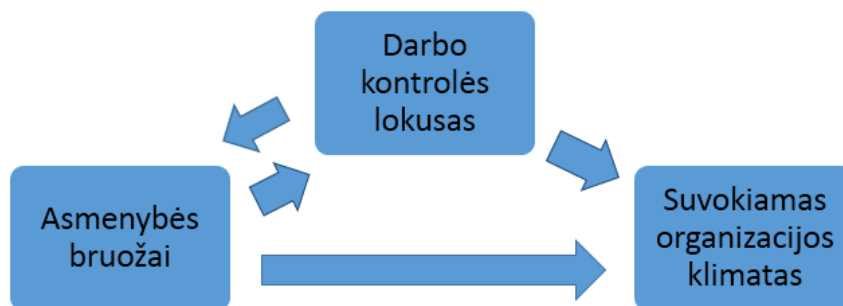 Darbo
kontrolės
lokusas
Asmenybės
bruožai
Suvokiamas
organizacijos
klimatas